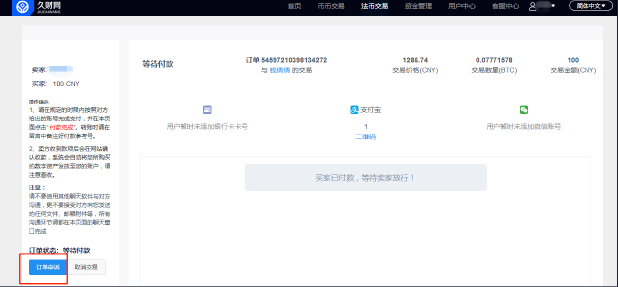 久财网
首页 币币交易 法币交易 资金管理 用户中心 客服中心 简体中文
卖家:
买家: 100 CNY
1、请在规定的时限内按照对方
给出的账号完成支付，并在本页
面点击“付款完成”。转账时请在
留言中备注好付款参考号。
2、卖方收到款项后会在网站确
认收款，系统会自动将您所购买
的数字资产发放至您的账户，请
注意查收。
注意：
请不要使用其他聊天软件与对方
沟通，更不要接受对方向您发送
的任何文件、邮箱附件等，所有
沟通环节请都在本页面的聊天窗
口完成
订单状态：等待付款
订单申诉 取消交易
等待付款
订单 54597210398134272
与 钱倩倩 的交易
1286.74
交易价格(CNY)
0.07771578
交易数量(BTC)
100
交易金额(CNY)
用户暂时未添加银行卡卡号
支付宝
1
二维码
用户暂时未添加微信账号
买家已付款，等待卖家放行！